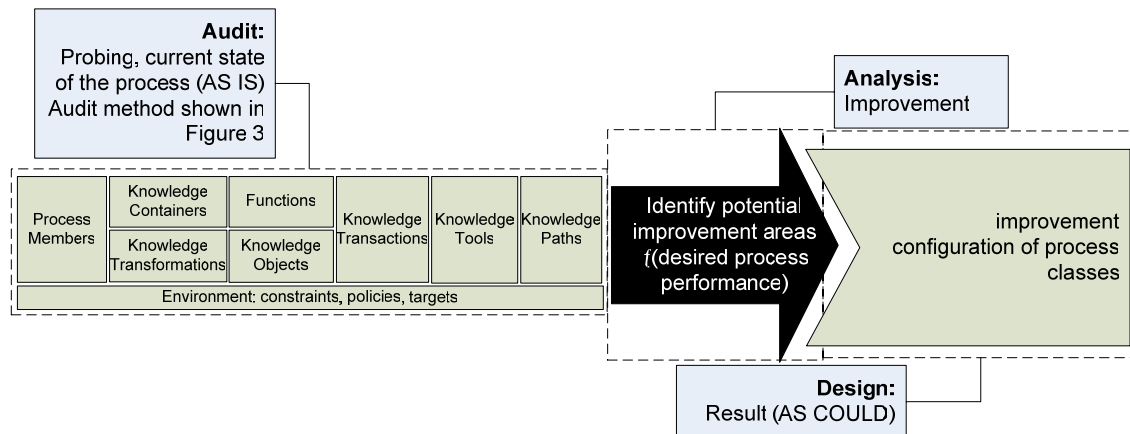 Audit:
Probing, current state
of the process (AS IS)
Audit method shown in
Figure 3
Analysis:
Improvement
Process
Members
Knowledge
Containers
Functions
Knowledge
Transformations
Knowledge
Objects
Knowledge
Transactions
Knowledge
Tools
Knowledge
Paths
Environment: constraints, policies, targets
Identify potential
improvement areas
f(desired process
performance)
improvement
configuration of process
classes
Design:
Result (AS COULD)